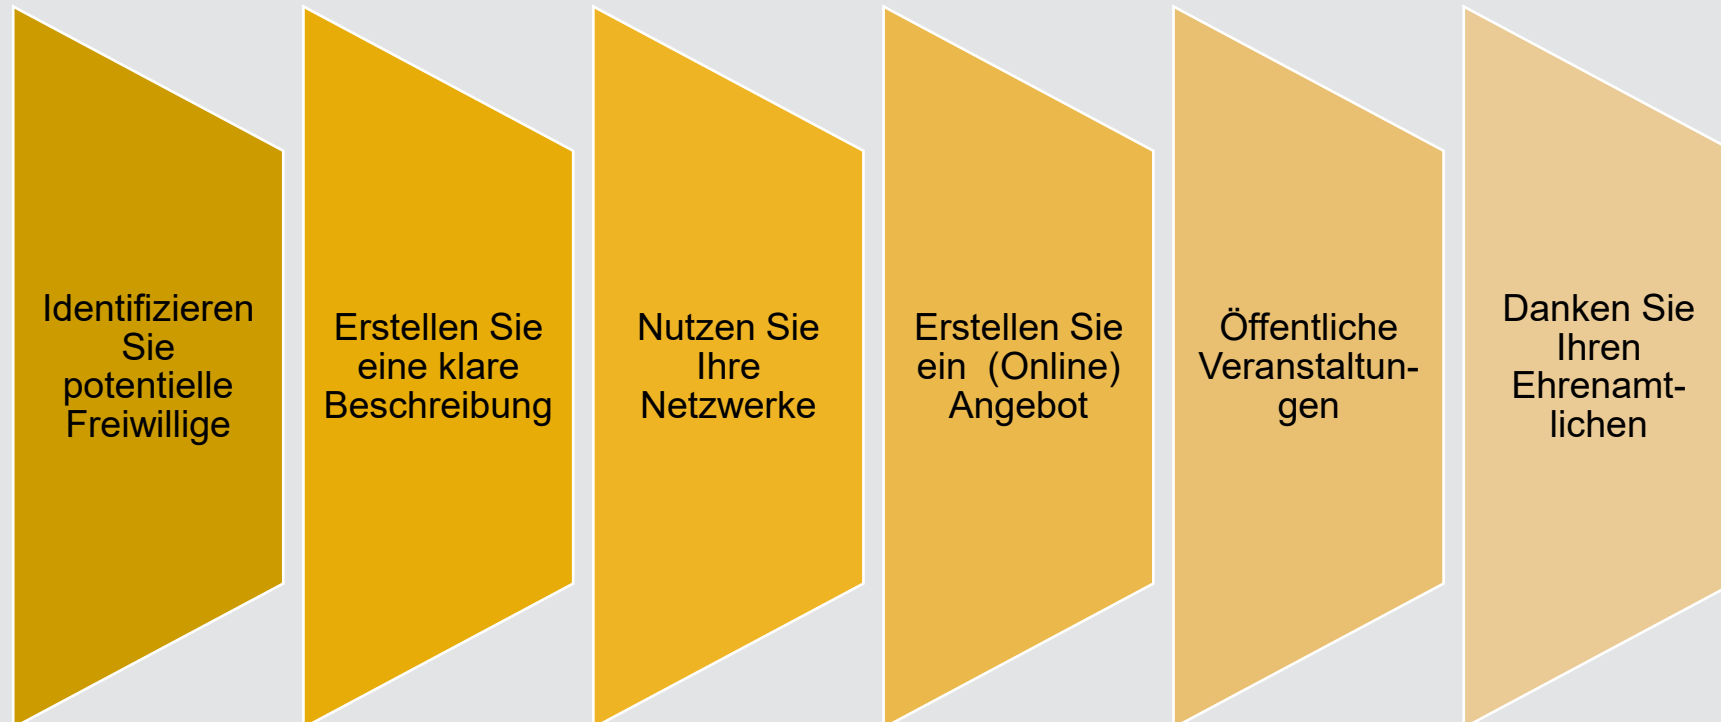 Identifizieren
Sie
potentielle
Freiwillige
Erstellen Sie
eine klare
Beschreibung
Nutzen Sie
Ihre
Netzwerke
Erstellen Sie
ein  (Online)
Angebot
Öffentliche
Veranstaltun-
gen
Danken Sie
Ihren
Ehrenamt-
lichen